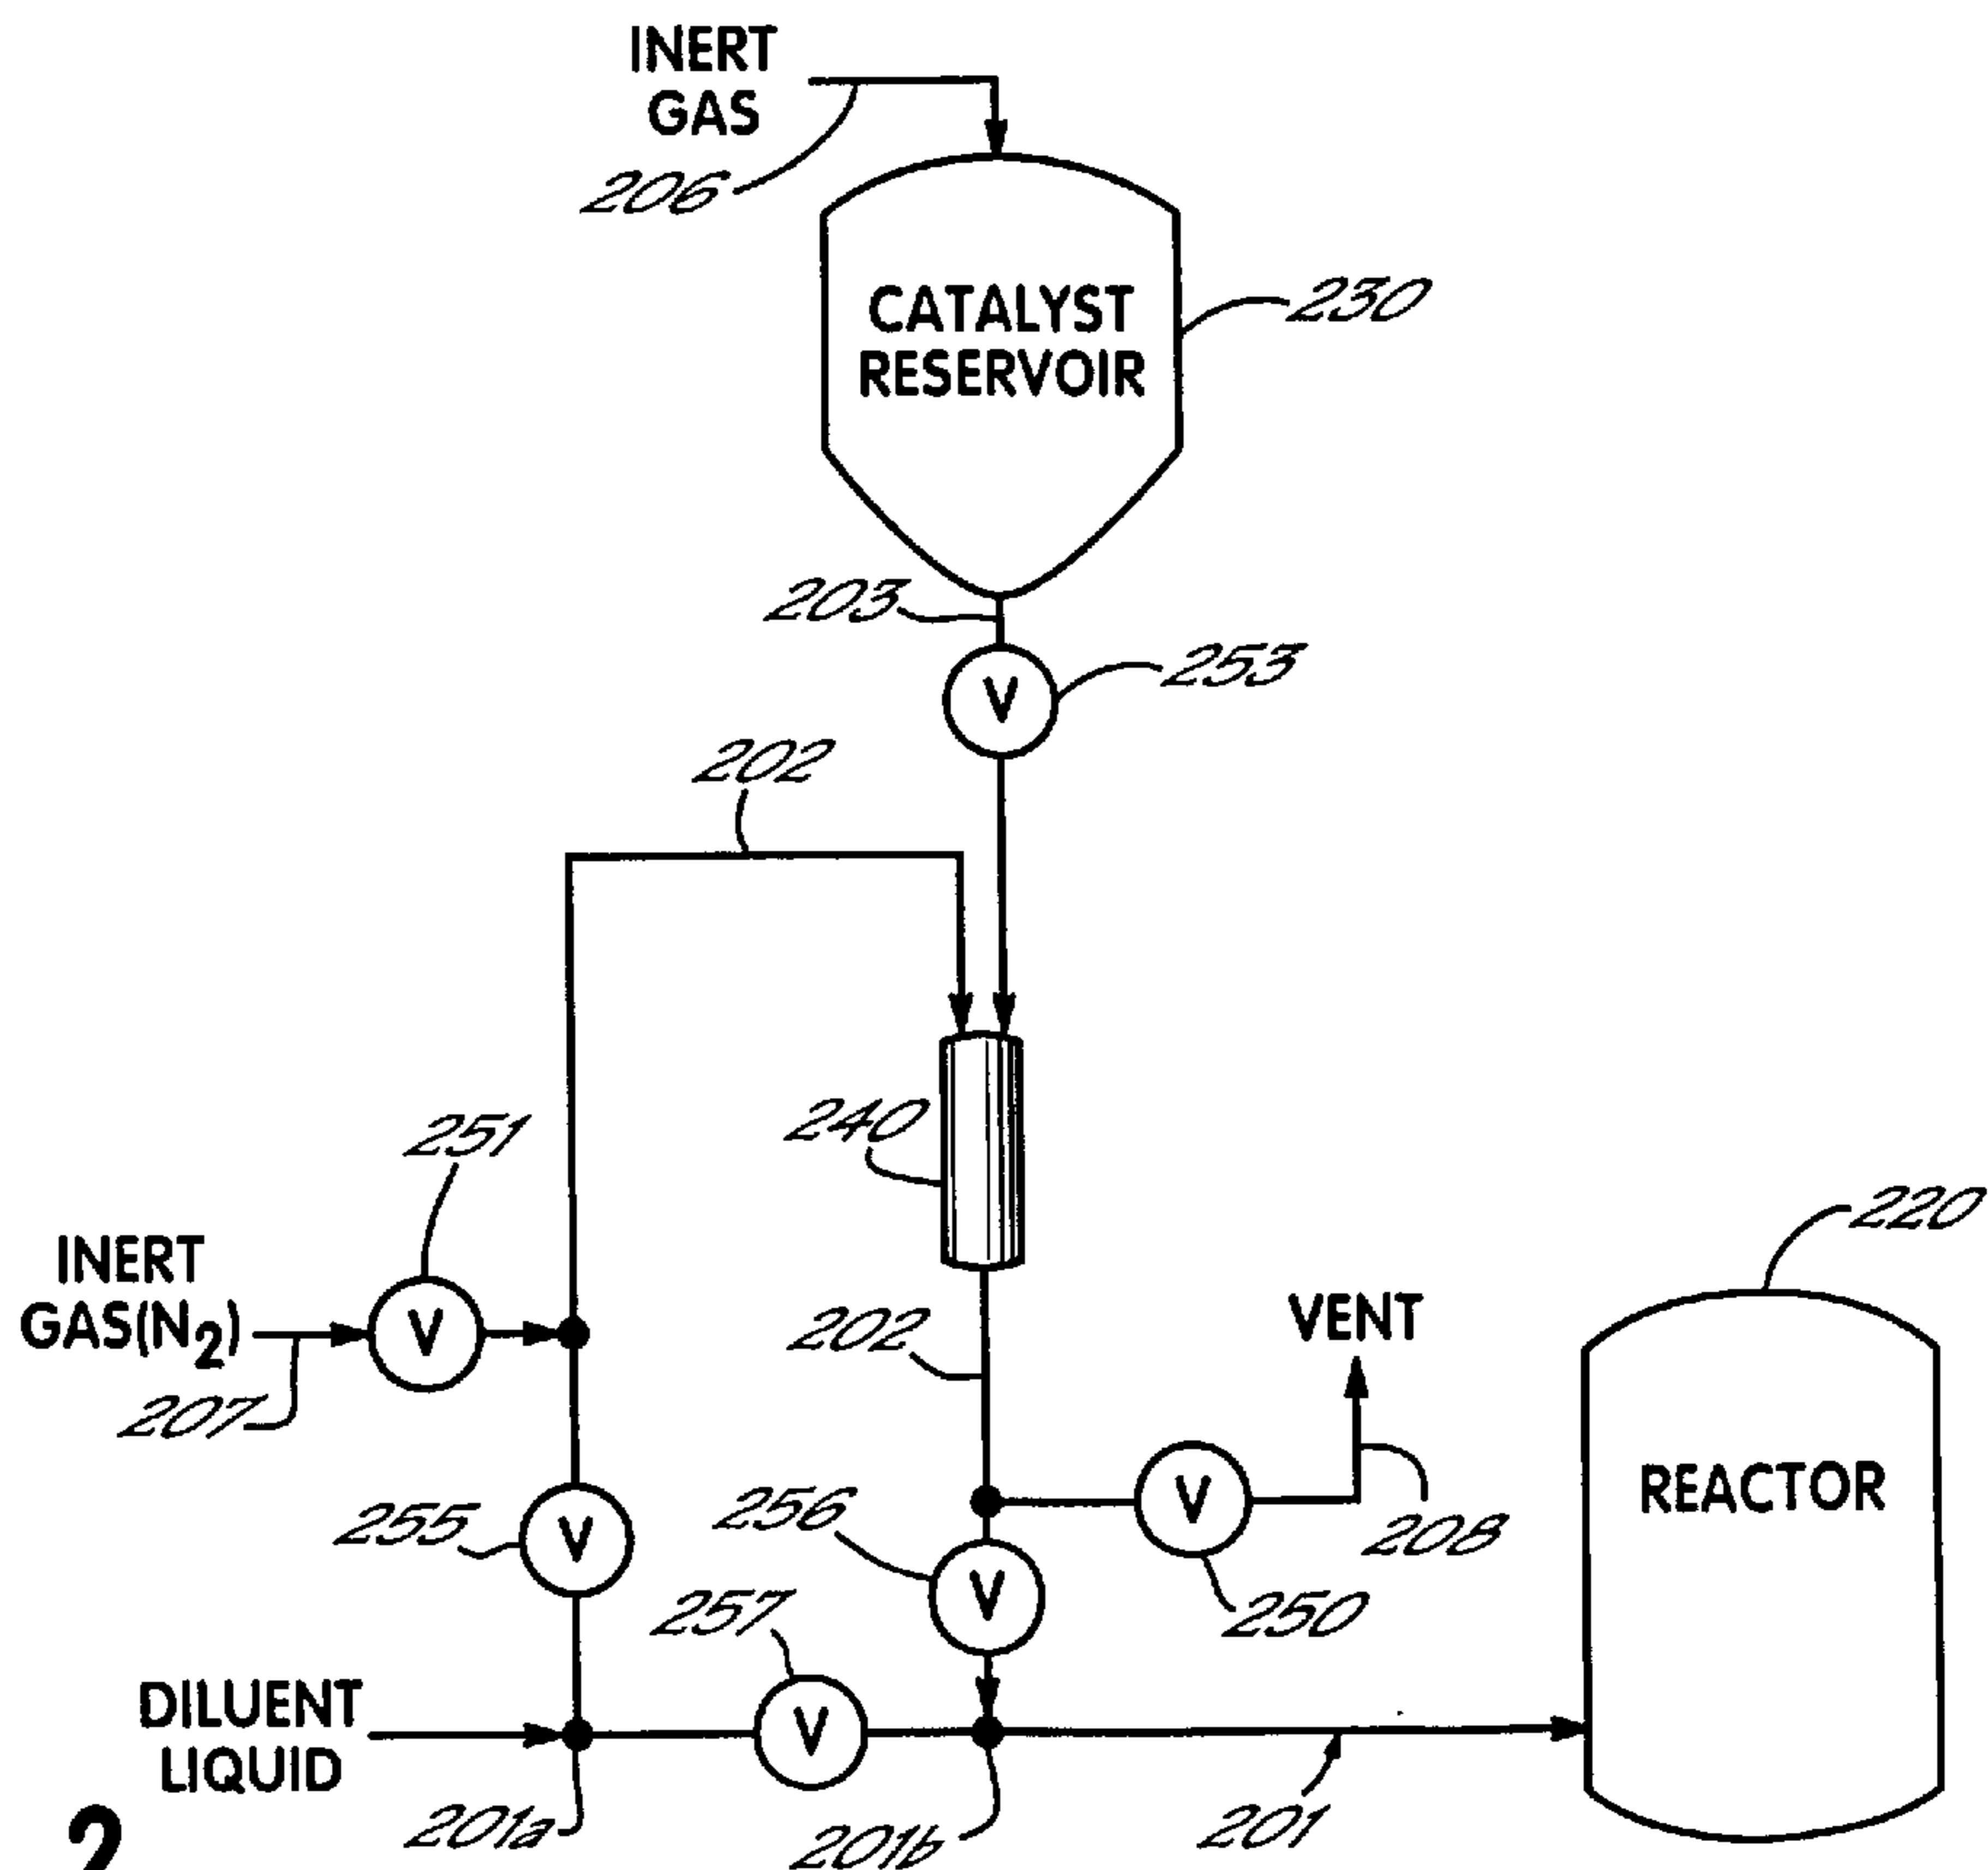 INERT
GAS
206
CATALYST
RESERVOIR
230
203
V
253
202
251
240
220
INERT
GAS(N2)
V
202
VENT
207
REACTOR
255
V
256
V
208
257
V
250
DILUENT
LIQUID
V
201a
201b
201
2